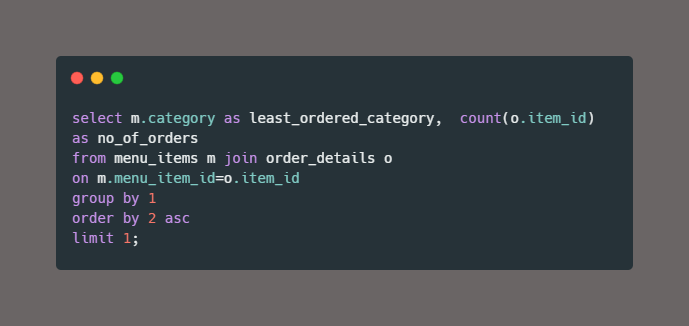 select m.category as least_ordered_category,  count(o.item_id)
as no_of_orders
from menu_items m join order_details o
on m.menu_item_id=o.item_id
group by 1
order by 2 asc
limit 1;